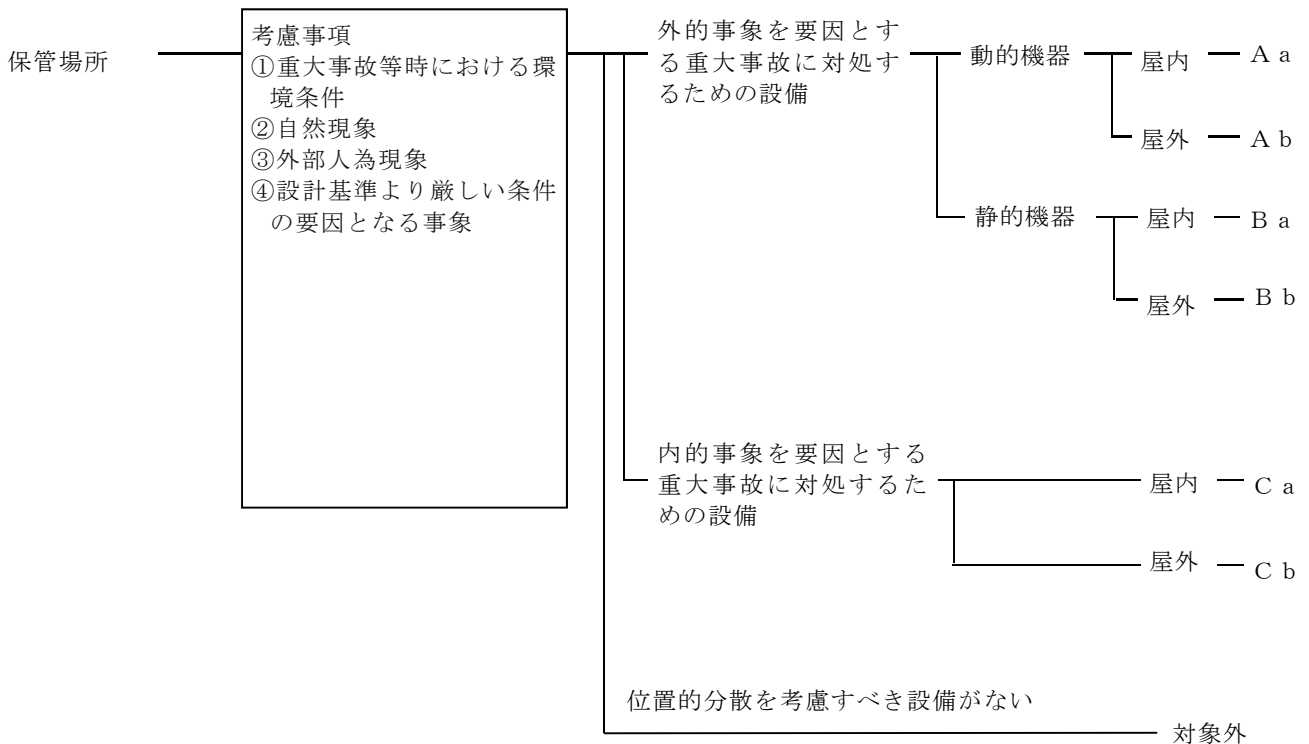 保管場所
考慮事項
①重大事故等時における環
境条件
②自然現象
③外部人為現象
④設計基準より厳しい条件
の要因となる事象
外的事象を要因とす
る重大事故に対処す
るための設備
動的機器
屋内
Ａａ
屋外
Ａｂ
静的機器
屋内
Ｂａ
屋外
Ｂｂ
内的事象を要因とする
重大事故に対処するた
めの設備
屋内
Ｃａ
屋外
Ｃｂ
位置的分散を考慮すべき設備がない
対象外